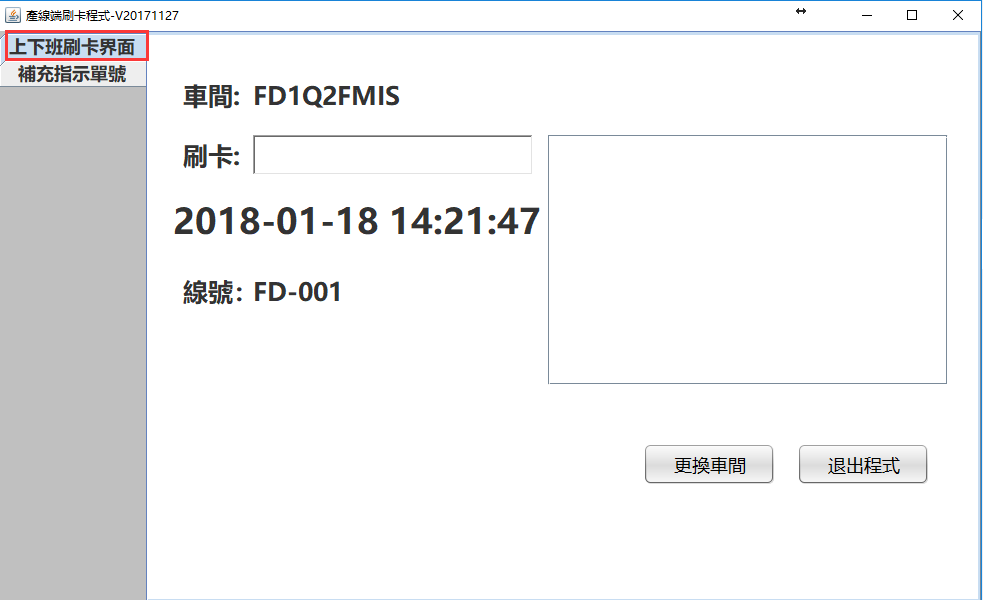 產線端刷卡程式-V20171127
上下班刷卡界面
補充指示單號
車間: FD1Q2FMIS
刷卡:
2018-01-18 14:21:47
線號: FD-001
更換車間 退出程式